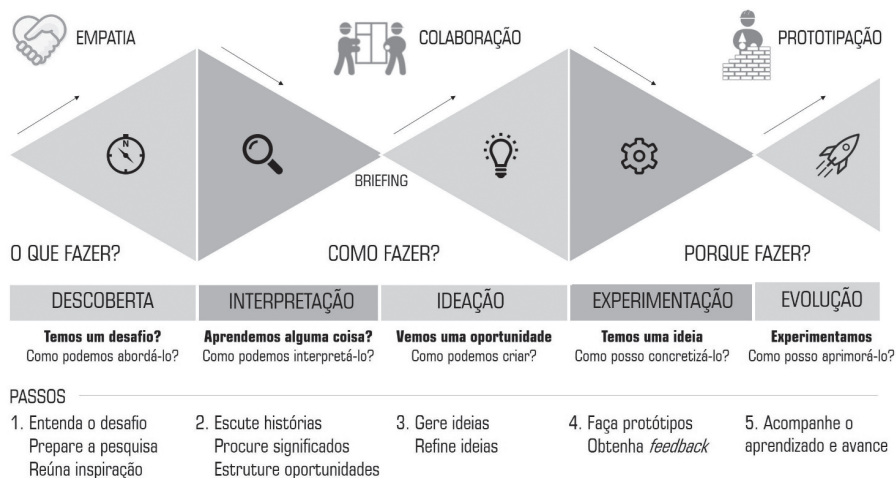 EMPATIA
COLABORAÇÃO
PROTOTIPAÇÃO
N
BRIEFING
O QUE FAZER?
COMO FAZER?
PORQUE FAZER?
DESCOBERTA
INTERPRETAÇÃO
IDEAÇÃO
EXPERIMENTAÇÃO
EVOLUÇÃO
Temos um desafio?
Como podemos abordá-lo?
Aprendemos alguma coisa?
Como podemos interpretá-lo?
Vemos uma oportunidade
Como podemos criar?
Temos uma ideia
Como posso concretizá-lo?
Experimentamos
Como posso aprimorá-lo?
PASSOS
1. Entenda o desafio
Prepare a pesquisa
Reúna inspiração
2. Escute histórias
Procure significados
Estruture oportunidades
3. Gere ideias
Refine ideias
4. Faça protótipos
Obtenha feedback
5. Acompanhe o
aprendizado e avance